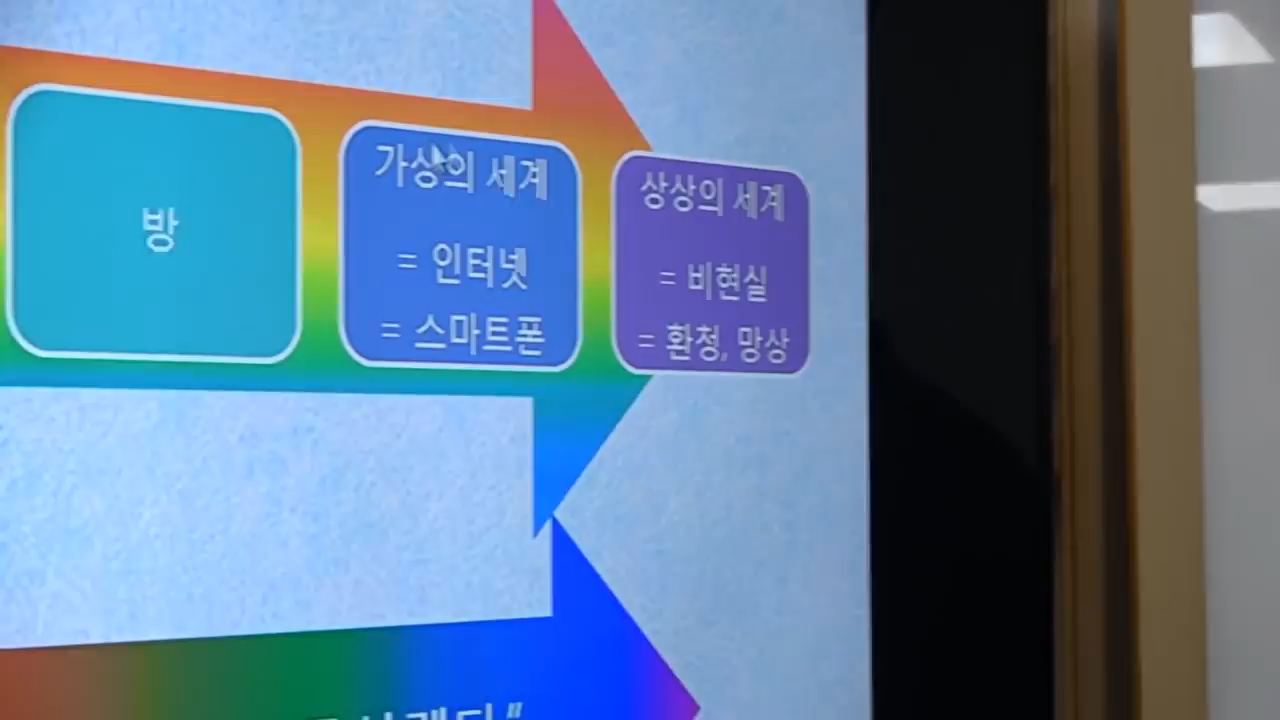 방
가상의 세계
= 인터넷
= 스마트폰
상상의 세계
= 비현실
= 환청, 망상